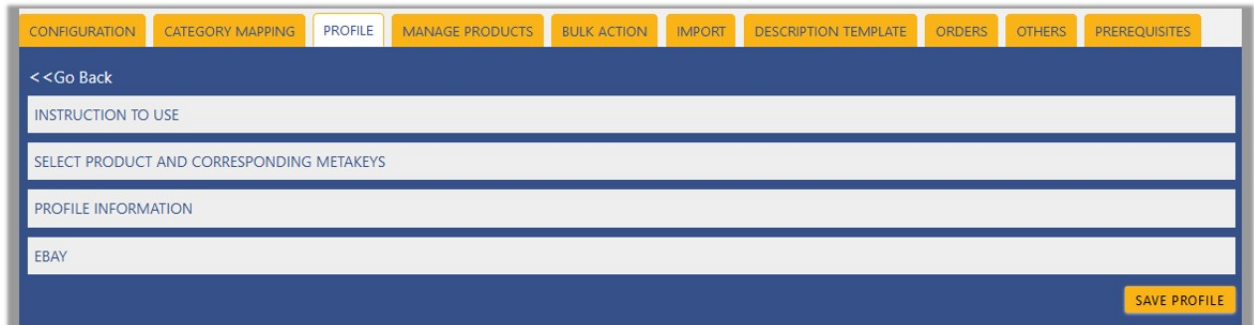 CONFIGURATION CATEGORY MAPPING PROFILE MANAGE PRODUCTS BULK ACTION IMPORT DESCRIPTION TEMPLATE ORDERS OTHERS PREREQUISITES
<<Go Back
INSTRUCTION TO USE
SELECT PRODUCT AND CORRESPONDING METAKEYS
PROFILE INFORMATION
EBAY
SAVE PROFILE